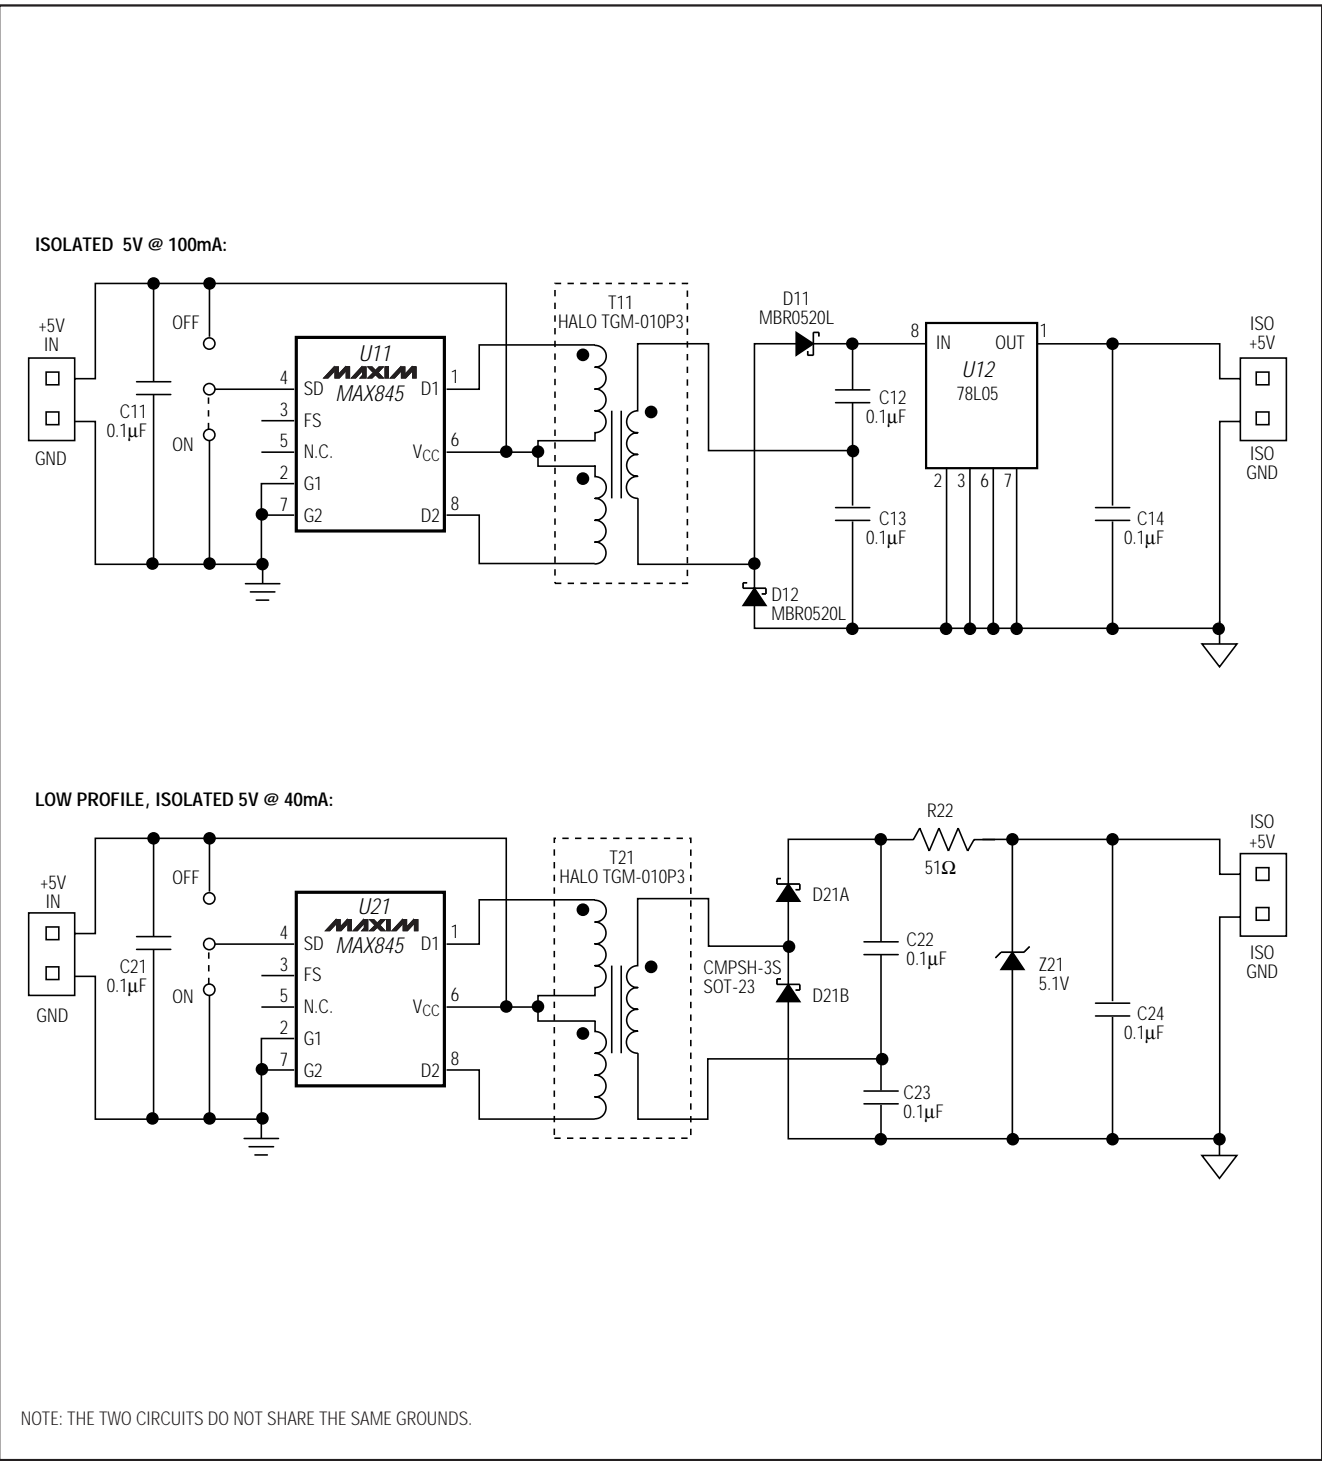 ISOLATED 5V @ 100mA:
+5V
IN
GND
C11
0.1µF
OFF
ON
U11
MAXIM
MAX845
4
SD
3
FS
5
N.C.
2
G1
7
G2
D1
1
VCC
6
D2
8
T11
HALO TGM-010P3
D11
MBR0520L
D12
MBR0520L
C12
0.1µF
C13
0.1µF
8
IN
OUT
1
U12
78L05
2
3
6
7
C14
0.1µF
ISO
+5V
ISO
GND
LOW PROFILE, ISOLATED 5V @ 40mA:
+5V
IN
GND
C21
0.1µF
OFF
ON
U21
MAXIM
MAX845
4
SD
3
FS
5
N.C.
2
G1
7
G2
D1
1
VCC
6
D2
8
T21
HALO TGM-010P3
D21A
CMPSH-3S
SOT-23
D21B
C22
0.1µF
C23
0.1µF
R22
51Ω
Z21
5.1V
C24
0.1µF
ISO
+5V
ISO
GND
NOTE: THE TWO CIRCUITS DO NOT SHARE THE SAME GROUNDS.